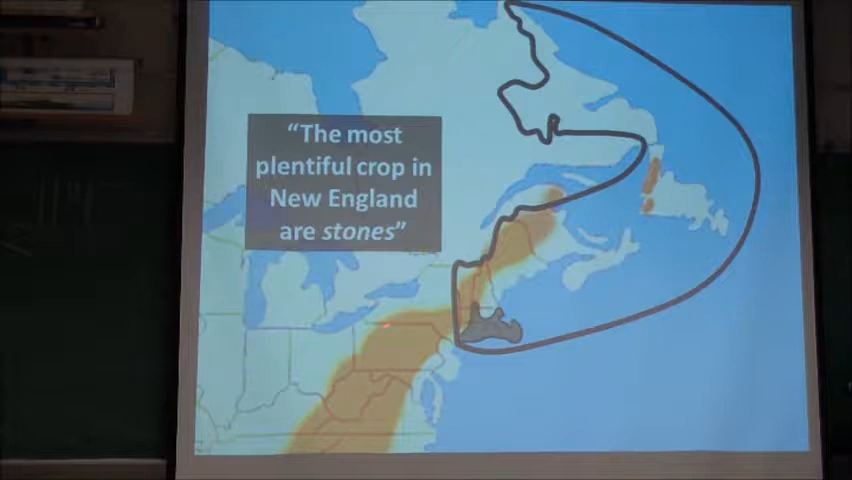 “The most
plentiful crop in
New England
are stones”